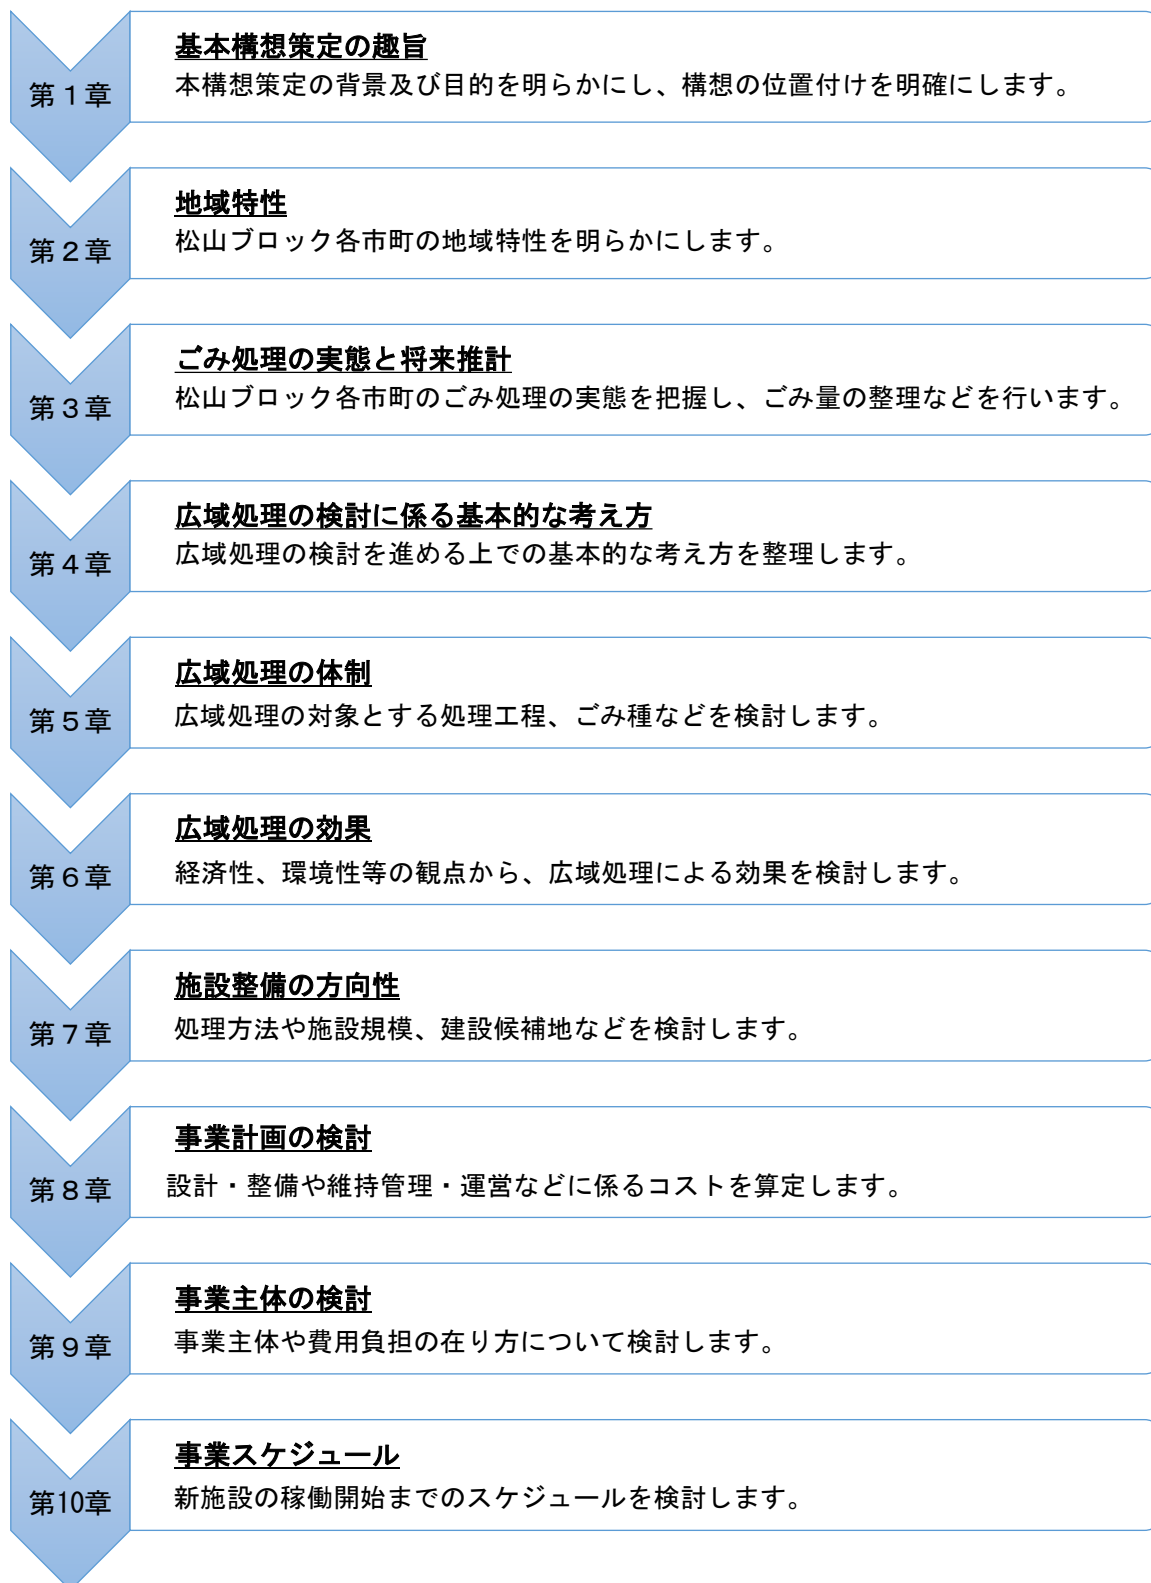 第１章
基本構想策定の趣旨
本構想策定の背景及び目的を明らかにし、構想の位置付けを明確にします。
第２章
地域特性
松山ブロック各市町の地域特性を明らかにします。
第３章
ごみ処理の実態と将来推計
松山ブロック各市町のごみ処理の実態を把握し、ごみ量の整理などを行います。
第４章
広域処理の検討に係る基本的な考え方
広域処理の検討を進める上での基本的な考え方を整理します。
第５章
広域処理の体制
広域処理の対象とする処理工程、ごみ種などを検討します。
第６章
広域処理の効果
経済性、環境性等の観点から、広域処理による効果を検討します。
第７章
施設整備の方向性
処理方法や施設規模、建設候補地などを検討します。
第８章
事業計画の検討
設計・整備や維持管理・運営などに係るコストを算定します。
第９章
事業主体の検討
事業主体や費用負担の在り方について検討します。
第10章
事業スケジュール
新施設の稼働開始までのスケジュールを検討します。